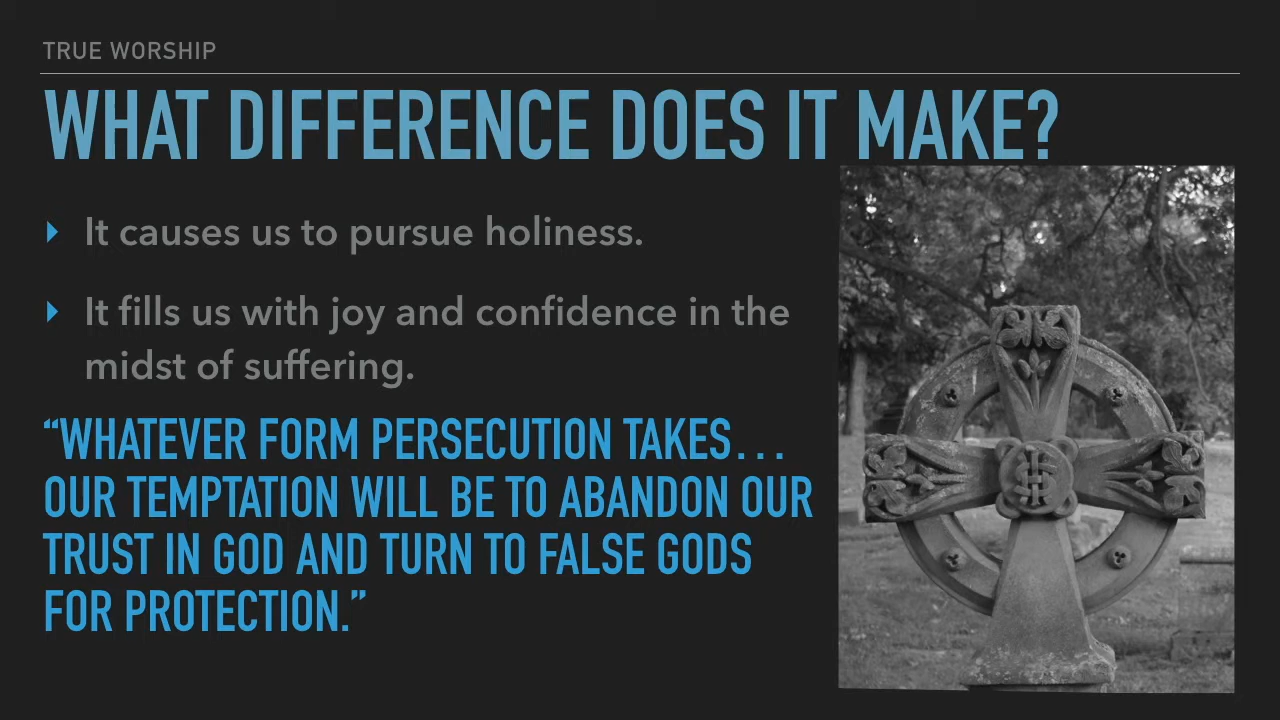 TRUE WORSHIP
WHAT DIFFERENCE DOES IT MAKE?
It causes us to pursue holiness.
It fills us with joy and confidence in the
midst of suffering.
“WHATEVER FORM PERSECUTION TAKES...
OUR TEMPTATION WILL BE TO ABANDON OUR
TRUST IN GOD AND TURN TO FALSE GODS
FOR PROTECTION.”
IHS